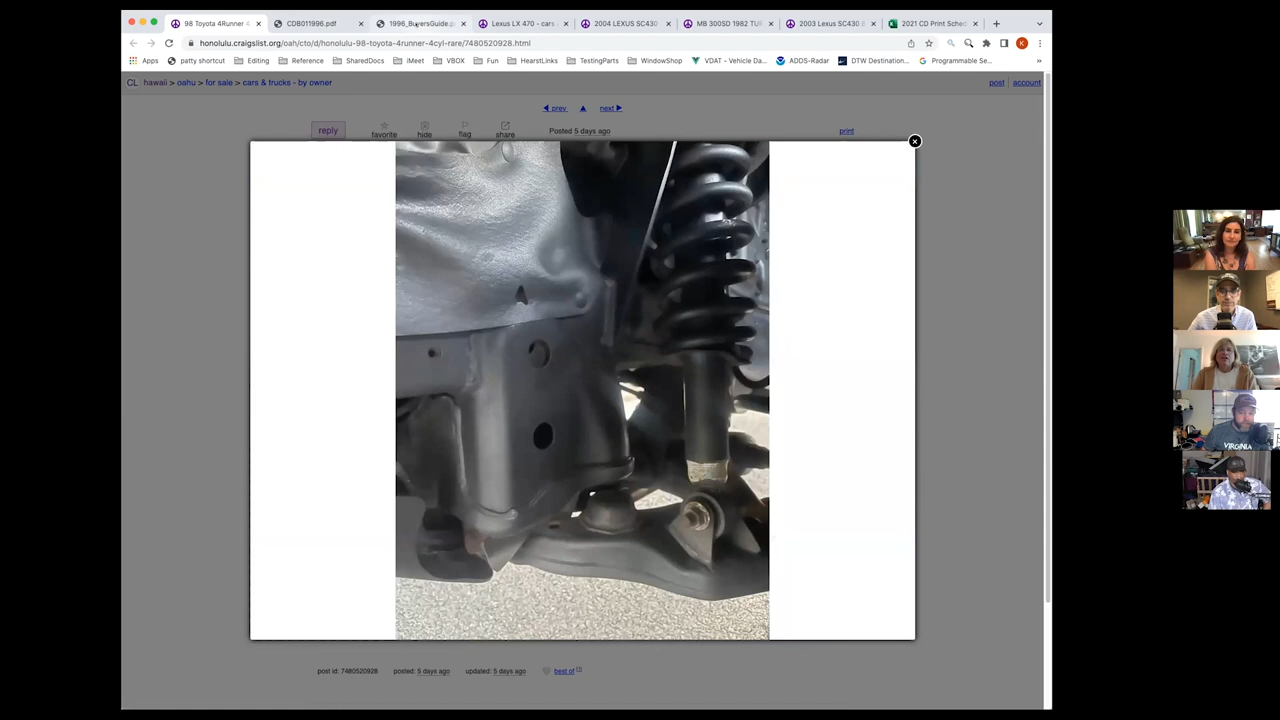 98 Toyota 4Runner 4
CDB011996.pdf
1996_BuyersGuide.p
Lexus LX 470 - cars
2004 LEXUS SC430
MB 300SD 1982 TUR
2003 Lexus SC430
2021 CD Print Sched
honolulu.craigslist.org/oah/cto/d/honolulu-98-toyota-4runner-4cyl-rare/7480520928.html
K
Apps patty shortcut Editing Reference SharedDocs iMeet VBOX Fun HearstLinks TestingParts WindowShop VDAT - Vehicle Da... ADDS-Radar DTW Destination... Programmable Se... »
CL hawaii > oahu > for sale > cars & trucks - by owner
post account
prev next
reply favorite hide flag share Posted 5 days ago print
VIRGINIA
post id: 7480520928 posted: 5 days ago updated: 5 days ago best of [?]